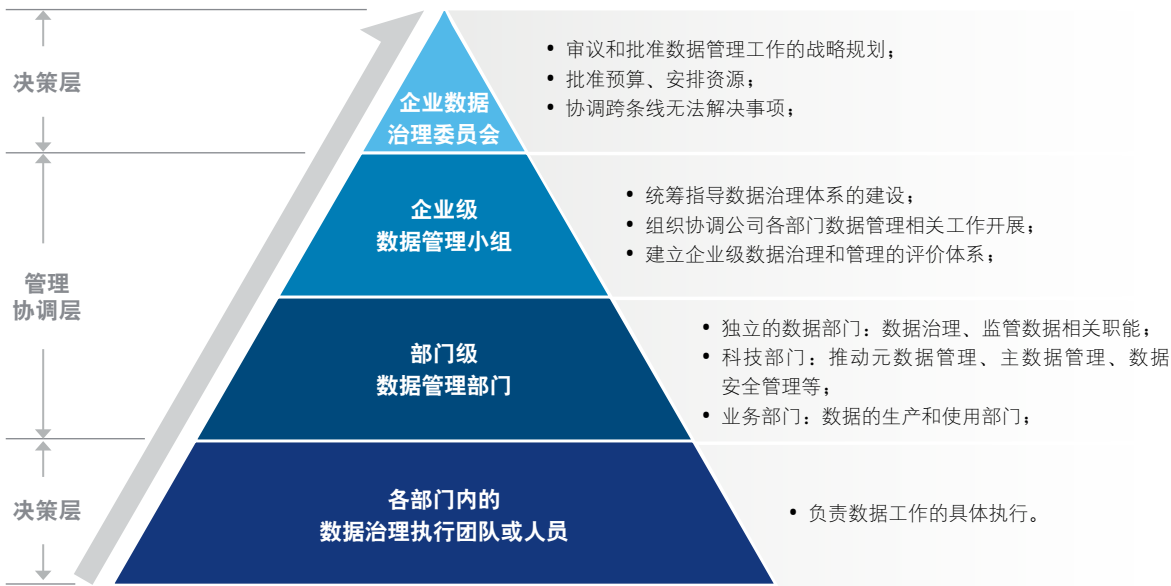 决策层
企业数据
治理委员会
• 审议和批准数据管理工作的战略规划；
• 批准预算、安排资源；
• 协调跨条线无法解决事项；
管理
协调层
企业级
数据管理小组
• 统筹指导数据治理体系的建设；
• 组织协调公司各部门数据管理相关工作开展；
• 建立企业级数据治理和管理的评价体系；
部门级
数据管理部门
• 独立的数据部门：数据治理、监管数据相关职能；
• 科技部门：推动元数据管理、主数据管理、数据
安全管理等；
• 业务部门：数据的生产和使用部门；
决策层
各部门内的
数据治理执行团队或人员
• 负责数据工作的具体执行。